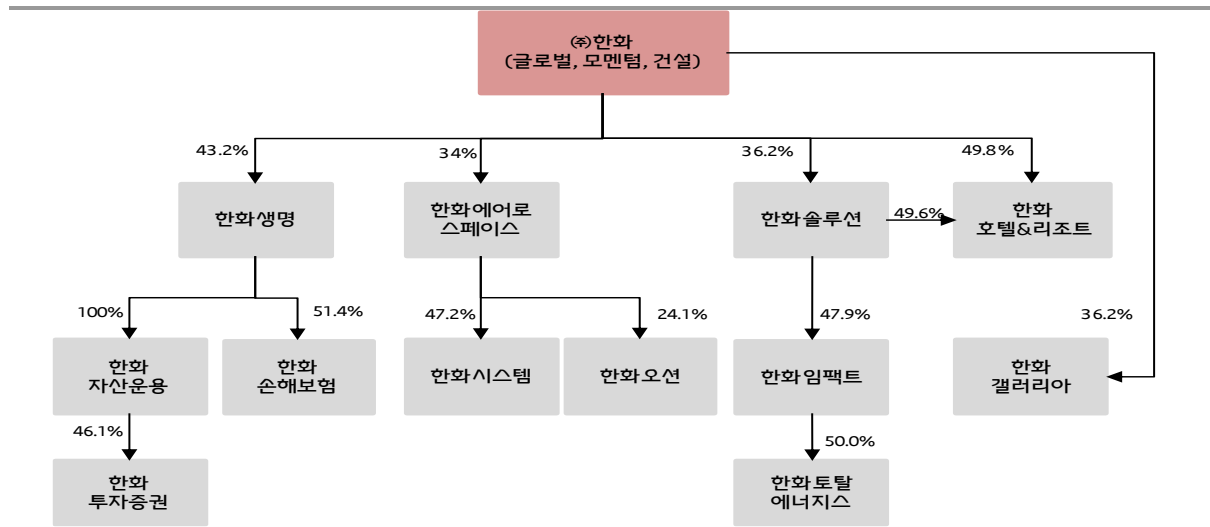 ㈜한화
(글로벌, 모멘텀, 건설)
43.2%
34%
36.2%
49.8%
한화생명
한화에어로
스페이스
한화솔루션
49.6%
한화
호텔&리조트
100%
51.4%
47.2%
24.1%
47.9%
36.2%
한화
자산운용
한화
손해보험
한화시스템
한화오션
한화임팩트
한화
갤러리아
46.1%
50.0%
한화
투자증권
한화토탈
에너지스